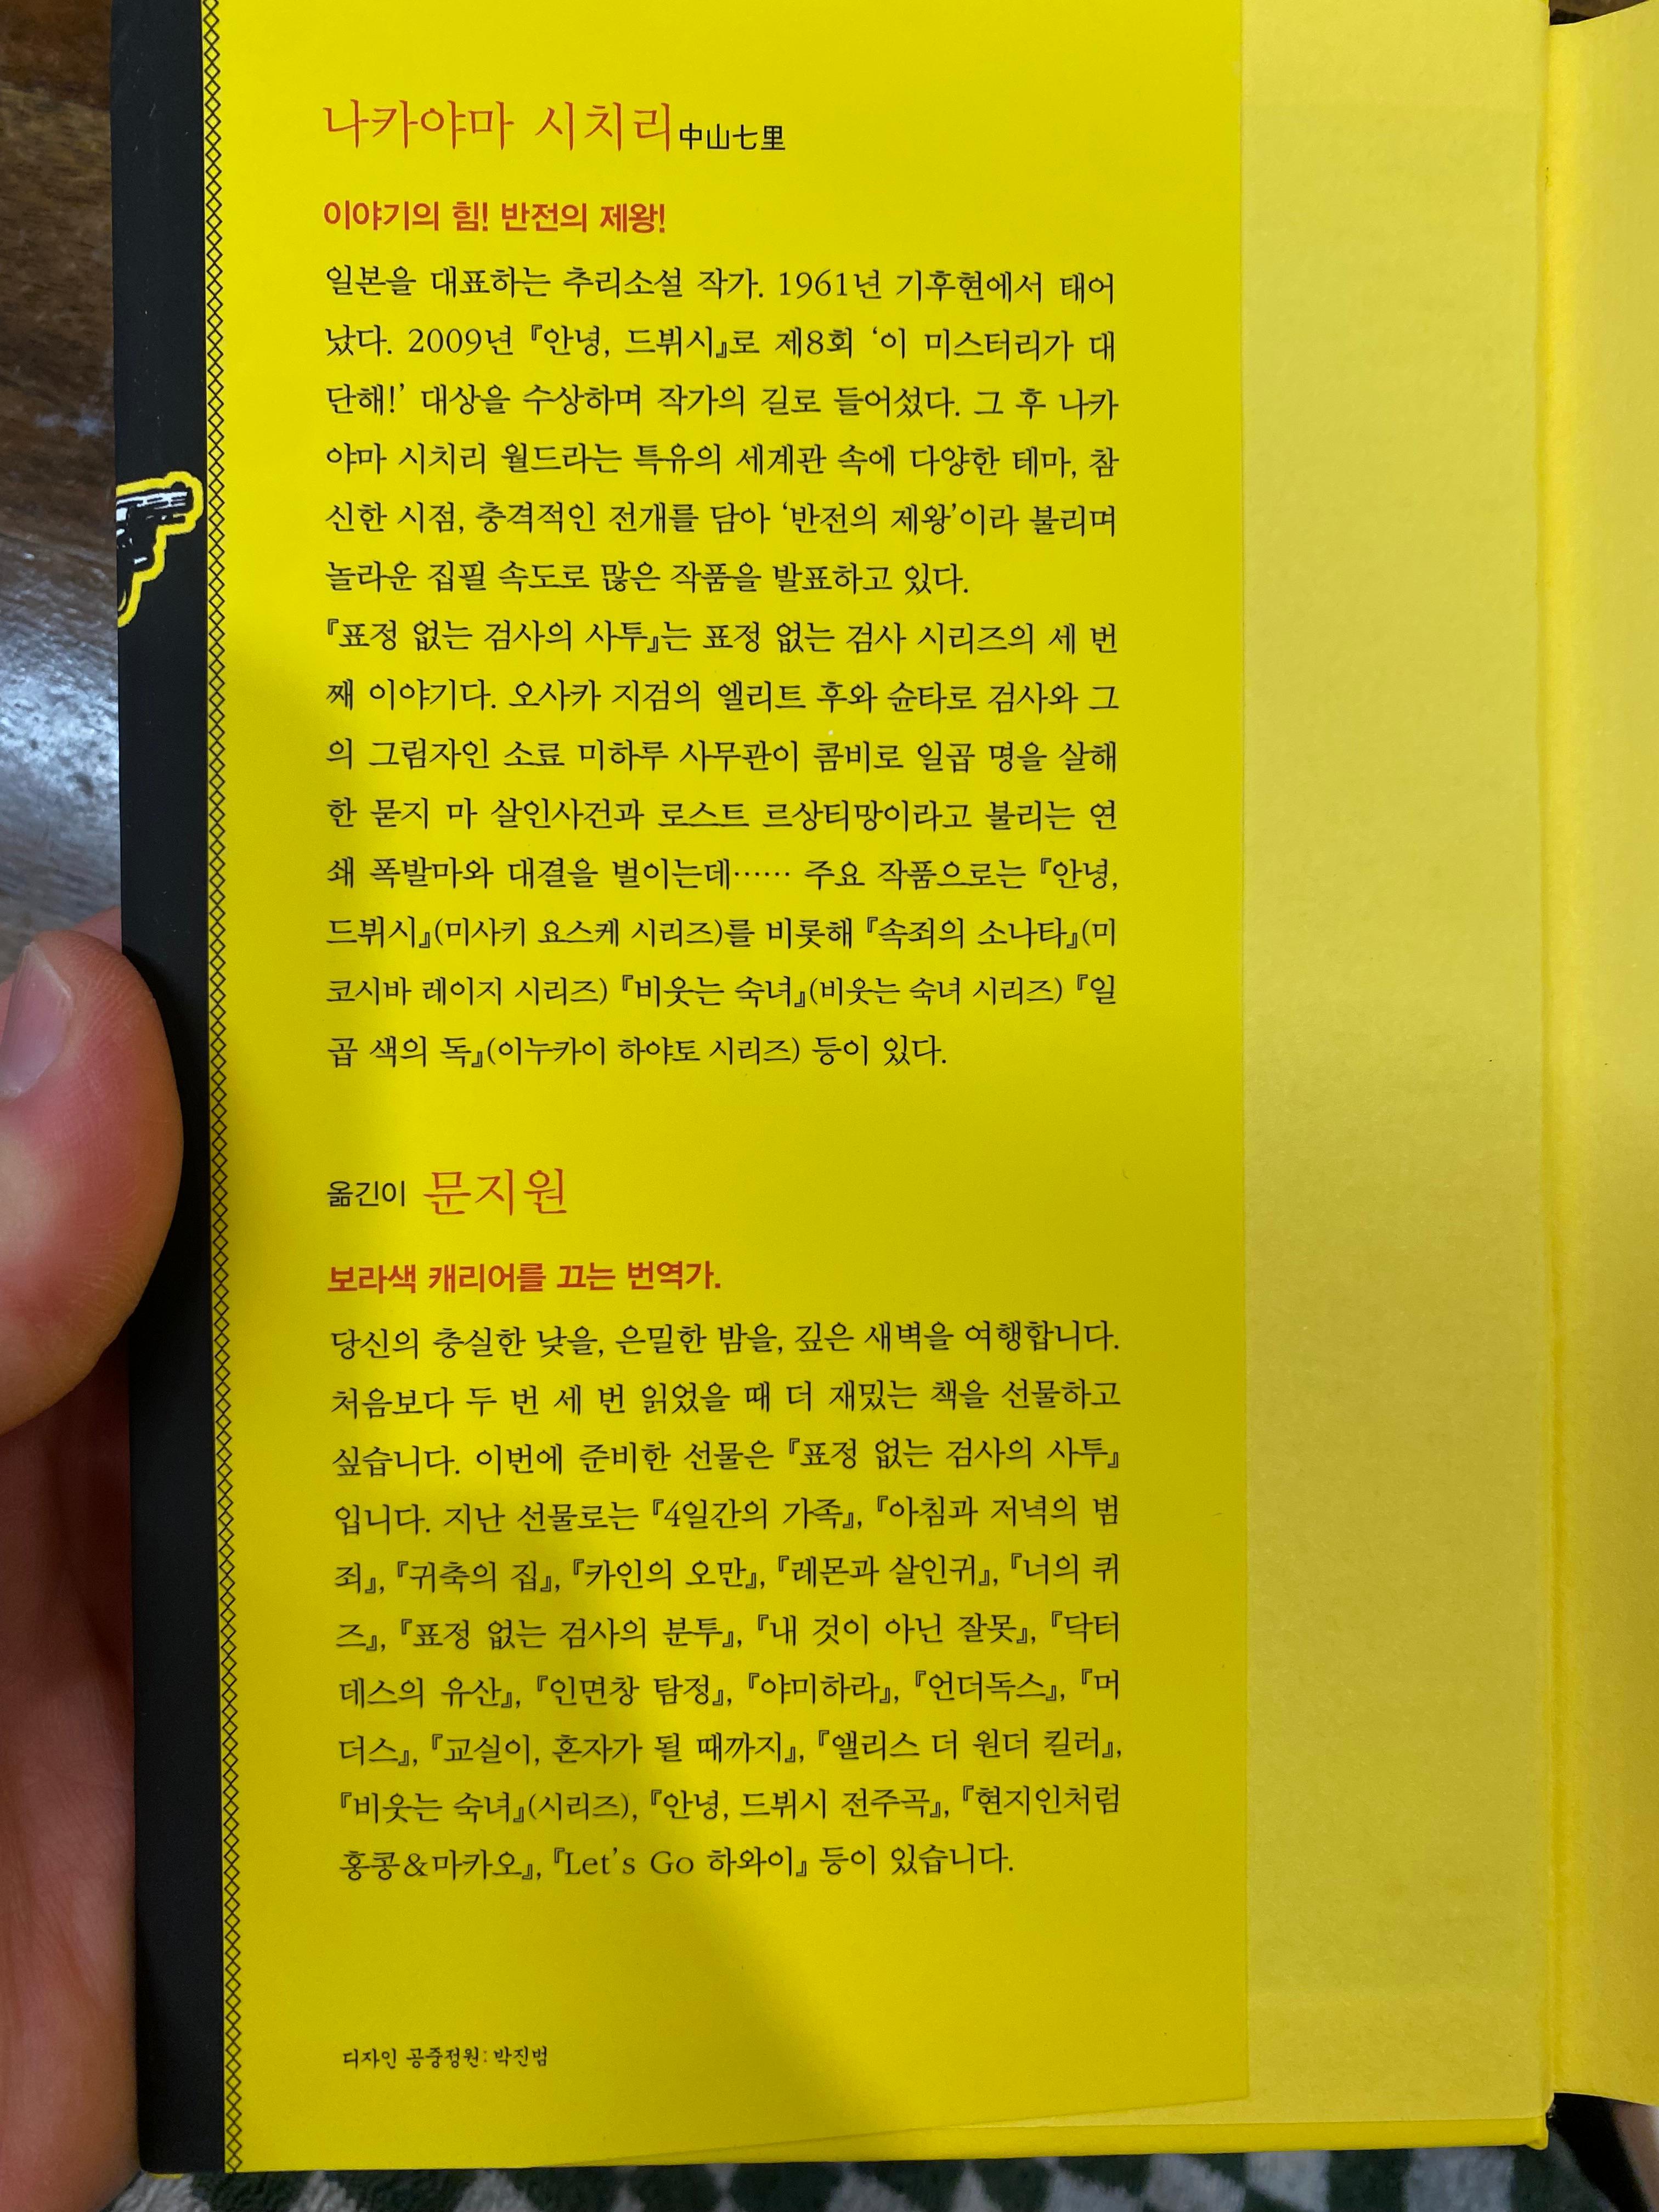 나카야마 시치리 中山七里
이야기의 힘! 반전의 제왕!
일본을 대표하는 추리소설 작가. 1961년 기후현에서 태어
났다. 2009년 『안녕, 드뷔시』로 제8회 ‘이 미스터리가 대
단해!’ 대상을 수상하며 작가의 길로 들어섰다. 그 후 나카
야마 시치리 월드라는 특유의 세계관 속에 다양한 테마, 참
신한 시점, 충격적인 전개를 담아 ‘반전의 제왕’이라 불리며
놀라운 집필 속도로 많은 작품을 발표하고 있다.
『표정 없는 검사의 사투』는 표정 없는 검사 시리즈의 세 번
째 이야기다. 오사카 지검의 엘리트 후와 슌타로 검사와 그
의 그림자인 소료 미하루 사무관이 콤비로 일곱 명을 살해
한 묻지 마 살인사건과 로스트 르상티망이라고 불리는 연
쇄 폭발마와 대결을 벌이는데…… 주요 작품으로는 『안녕,
드뷔시』(미사키 요스케 시리즈)를 비롯해 『속죄의 소나타』(미
코시바 레이지 시리즈) 『비웃는 숙녀』(비웃는 숙녀 시리즈) 『일
곱 색의 독』(이누카이 하야토 시리즈) 등이 있다.
옮긴이 문지원
보라색 캐리어를 끄는 번역가.
당신의 충실한 낮을, 은밀한 밤을, 깊은 새벽을 여행합니다.
처음보다 두 번 세 번 읽었을 때 더 재밌는 책을 선물하고
싶습니다. 이번에 준비한 선물은 『표정 없는 검사의 사투』
입니다. 지난 선물로는 『4일간의 가족』, 『아침과 저녁의 범
죄』, 『귀축의 집』, 『카인의 오만』, 『레몬과 살인귀』, 『너의 퀴
즈』, 『표정 없는 검사의 분투』, 『내 것이 아닌 잘못』, 『닥터
데스의 유산』, 『인면창 탐정』, 『야미하라』, 『언더독스』, 『머
더스』, 『교실이, 혼자가 될 때까지』, 『앨리스 더 원더 킬러』,
『비웃는 숙녀』(시리즈), 『안녕, 드뷔시 전주곡』, 『현지인처럼
홍콩&마카오』, 『Let’s Go 하와이』 등이 있습니다.
디자인 공중정원: 박진범